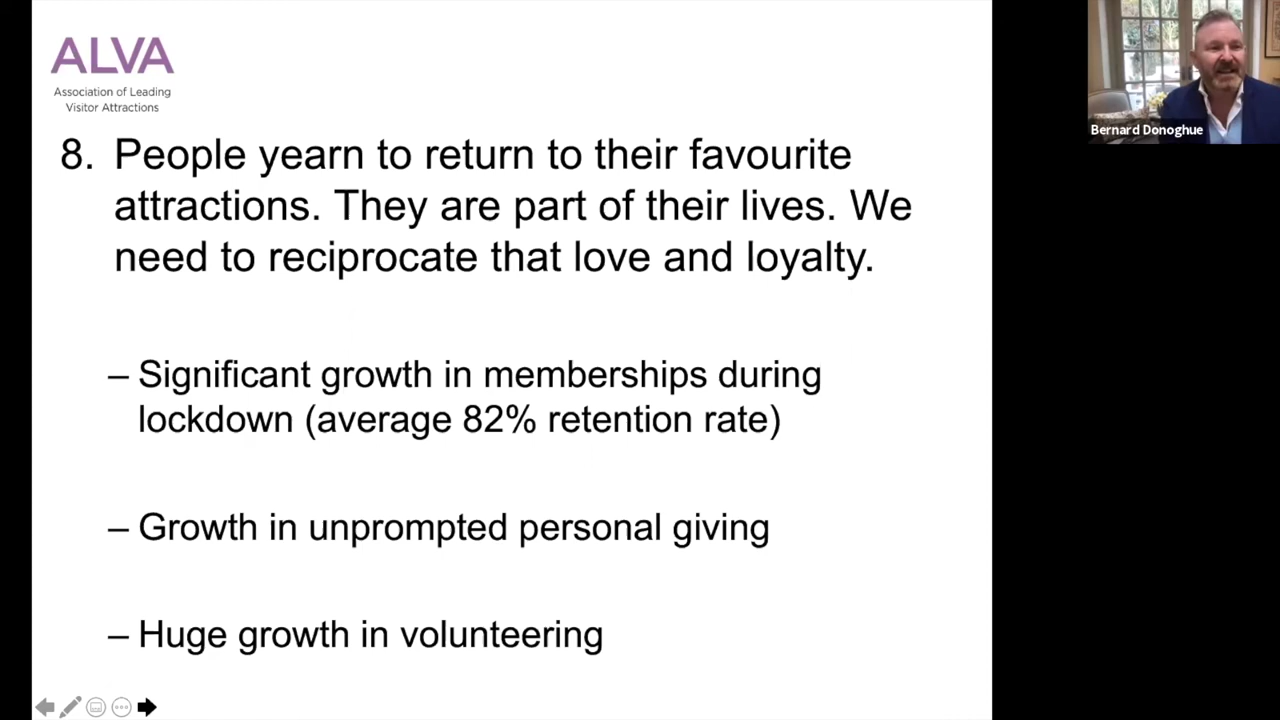 ALVA
Association of Leading
Visitor Attractions
8. People yearn to return to their favourite
attractions. They are part of their lives. We
need to reciprocate that love and loyalty.
– Significant growth in memberships during
lockdown (average 82% retention rate)
– Growth in unprompted personal giving
– Huge growth in volunteering
Bernard Donoghue